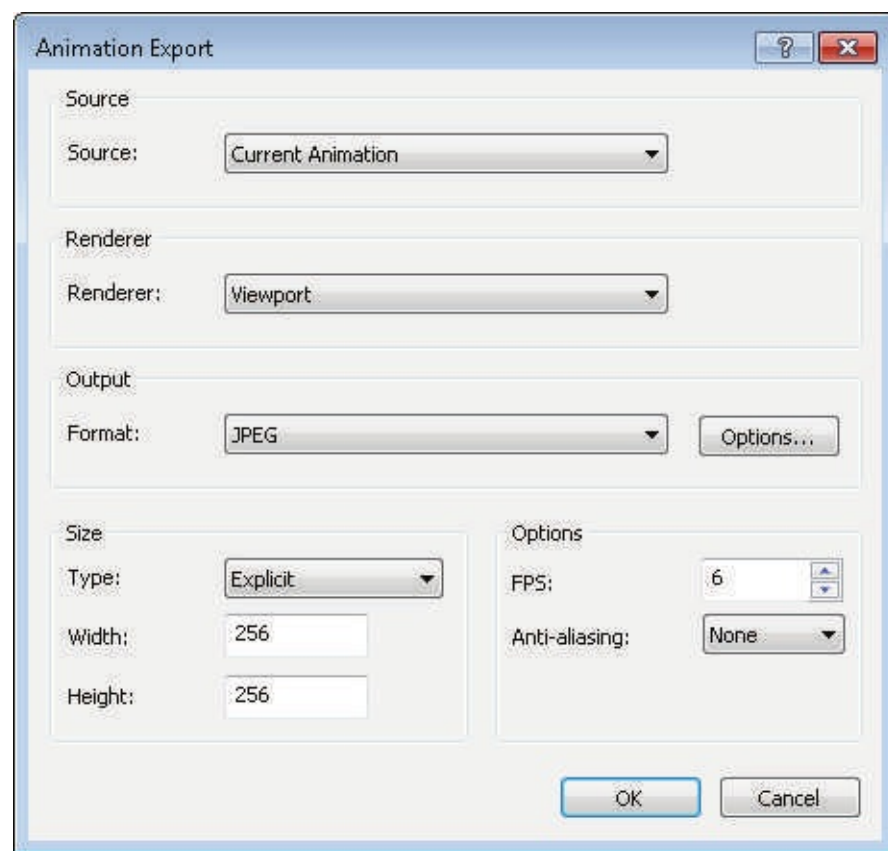 Animation Export
Source
Source: Current Animation
Renderer
Renderer: Viewport
Output
Format: JPEG Options...
Size
Type: Explicit
Width: 256
Height: 256
Options
FPS: 6
Anti-aliasing: None
OK Cancel